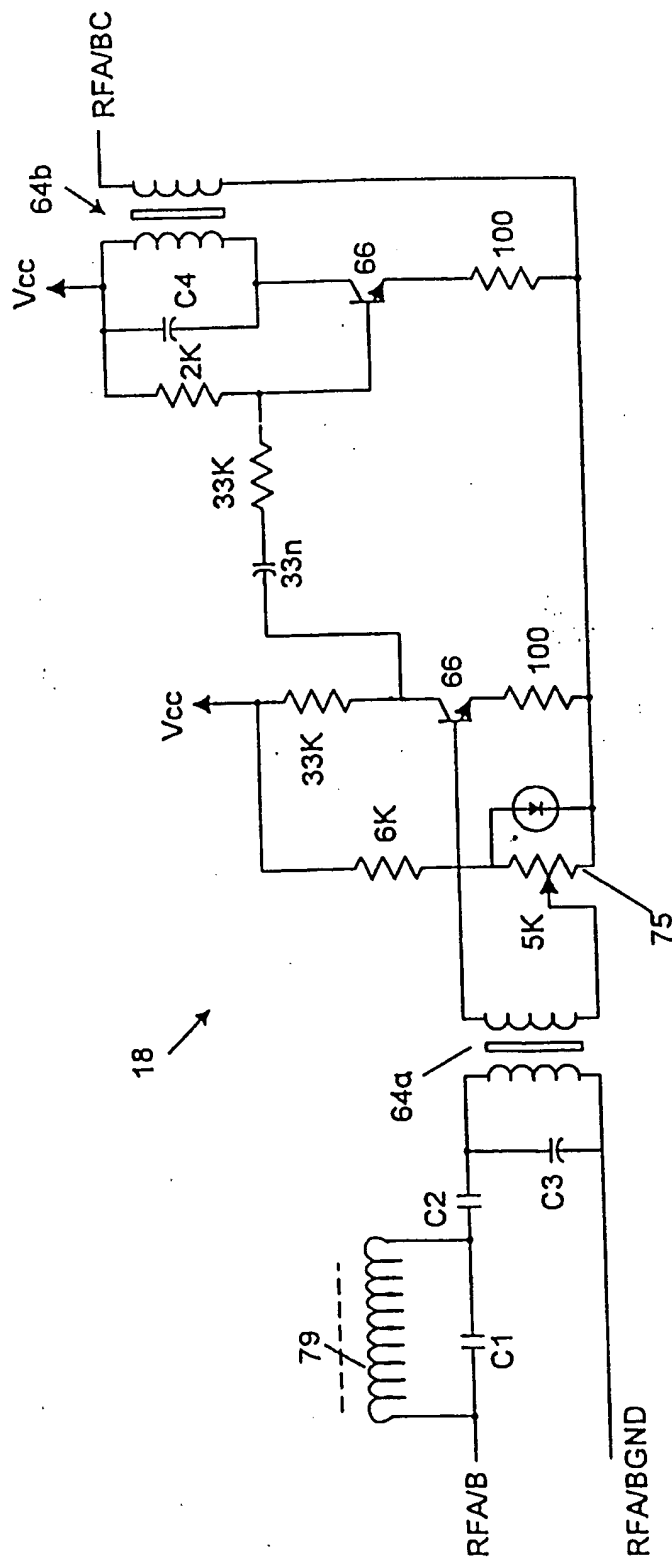 18
79
RFA/B
C1
C2
C3
RFA/BGND
64a
5K
75
6K
Vcc
33K
66
100
33n
33K
2K
C4
Vcc
64b
66
100
RFA/BC